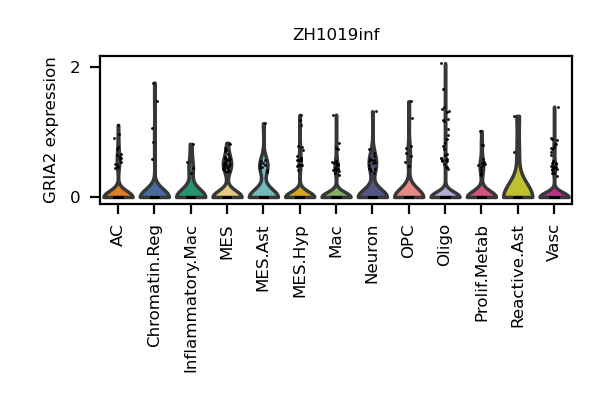 ZH1019inf
GRIA2 expression
2
0
AC
Chromatin.Reg
Inflammatory.Mac
MES
MES.Ast
MES.Hyp
Mac
Neuron
OPC
Oligo
Prolif.Metab
Reactive.Ast
Vasc